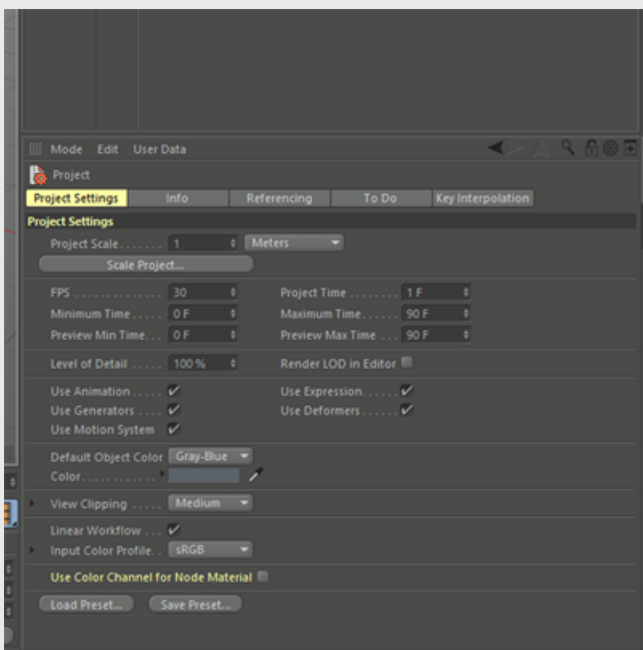 Mode Edit User Data
Project
Project Settings Info Referencing To Do Key Interpolation
Project Settings
Project Scale....... 1 Meters
Scale Project...
FPS .............. 30 Project Time ........ 1 F
Minimum Time ..... 0 F Maximum Time...... 90 F
Preview Min Time... 0 F Preview Max Time ... 90 F
Level of Detail ..... 100 % Render LOD in Editor
Use Animation ..... Use Expression.......
Use Generators .... Use Deformers ......
Use Motion System
Default Object Color Gray-Blue
Color............
View Clipping ..... Medium
Linear Workflow ...
Input Color Profile.. sRGB
Use Color Channel for Node Material
Load Preset... Save Preset...